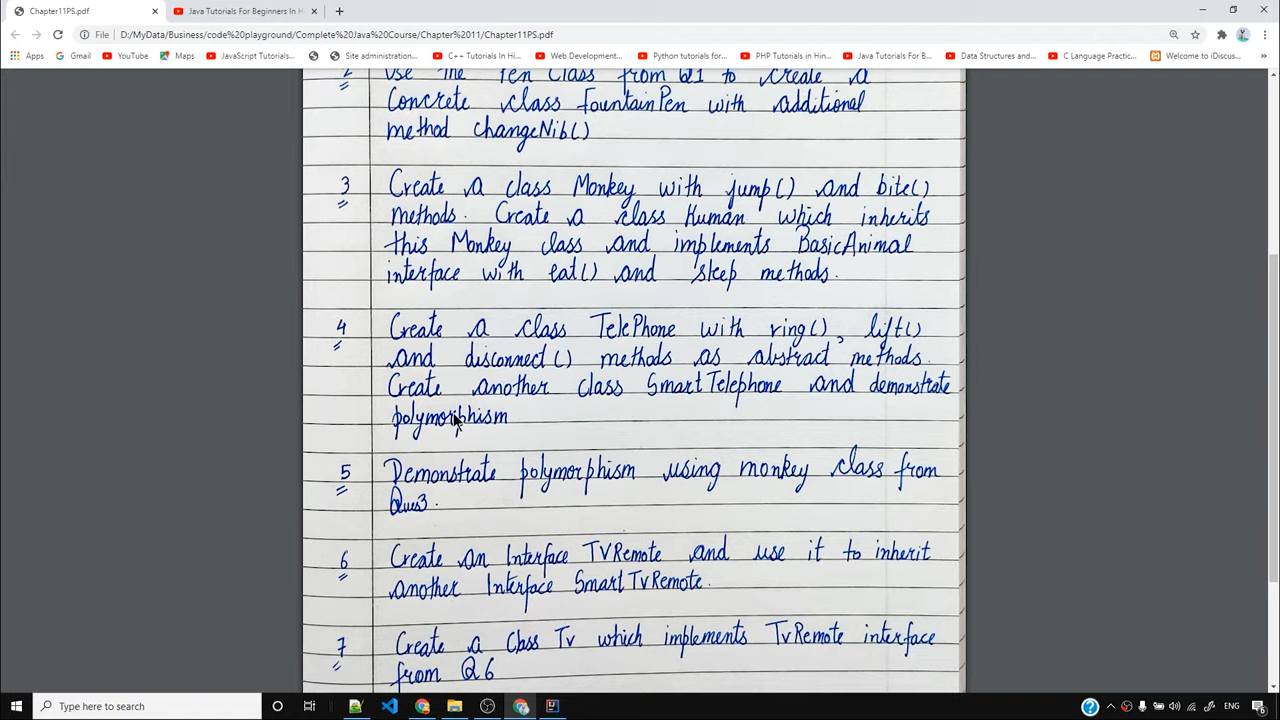 Chapter11PS.pdf
Java Tutorials For Beginners In H
File
D:/MyData/Business/code%20playground/Complete%20Java%20Course/Chapter%2011/Chapter11PS.pdf
Apps
Gmail
YouTube
Maps
JavaScript Tutorials...
Site administration...
C++ Tutorials In Hi...
Web Development...
Python tutorials for...
PHP Tutorials in Hin...
Java Tutorials For B...
Data Structures and...
C Language Practic...
Welcome to iDiscus...
2 Use the Pen Class from Q1 to create a
Concrete class FountainPen with additional
method changeNib()
3 Create a class Monkey with jump() and bite()
methods. Create a class Human which inherits
this Monkey class and implements BasicAnimal
interface with eat() and sleep methods.
4 Create a class TelePhone with ring(), lift()
and disconnect() methods as abstract methods.
Create another class SmartTelephone and demonstrate
polymorphism
5 Demonstrate polymorphism using monkey class from
Ques3.
6 Create an Interface TVRemote and use it to inherit
another Interface SmartTvRemote.
7 Create a Class Tv which implements TvRemote interface
from Q6
Type here to search
ENG